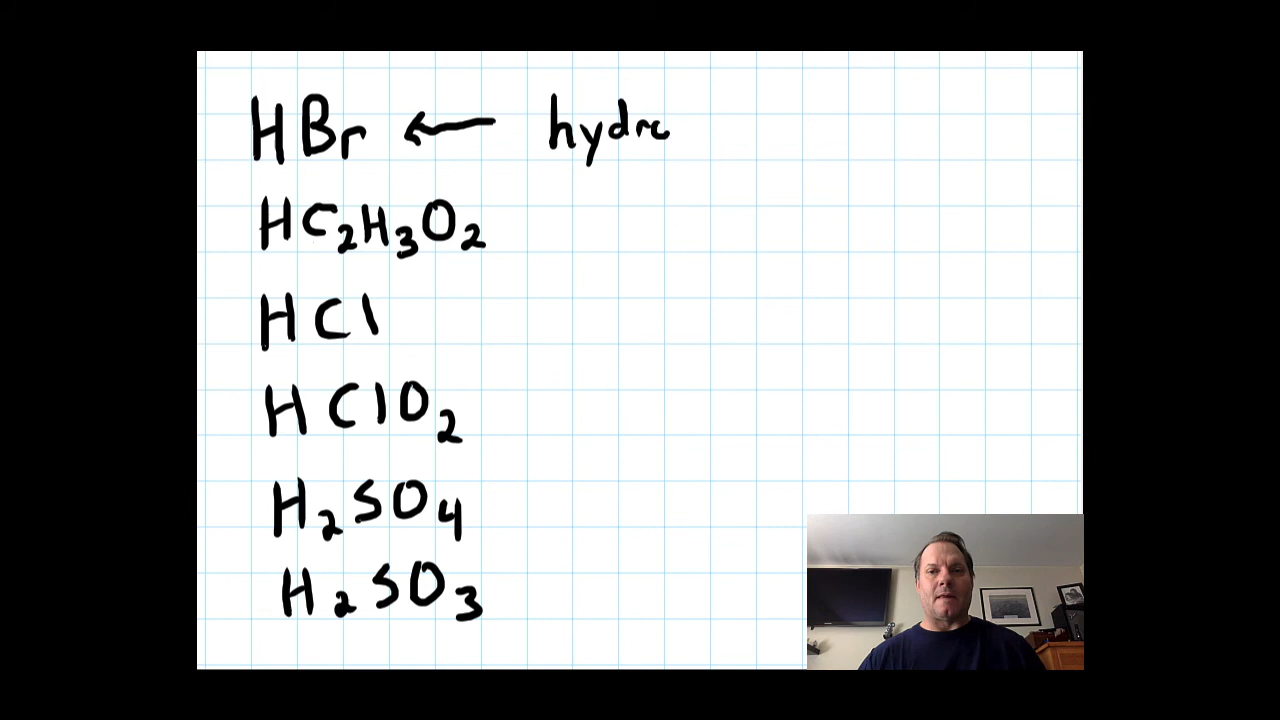 HBr ← hydro
HC₂H₃O₂
HCl
HClO₂
H₂SO₄
H₂SO₃